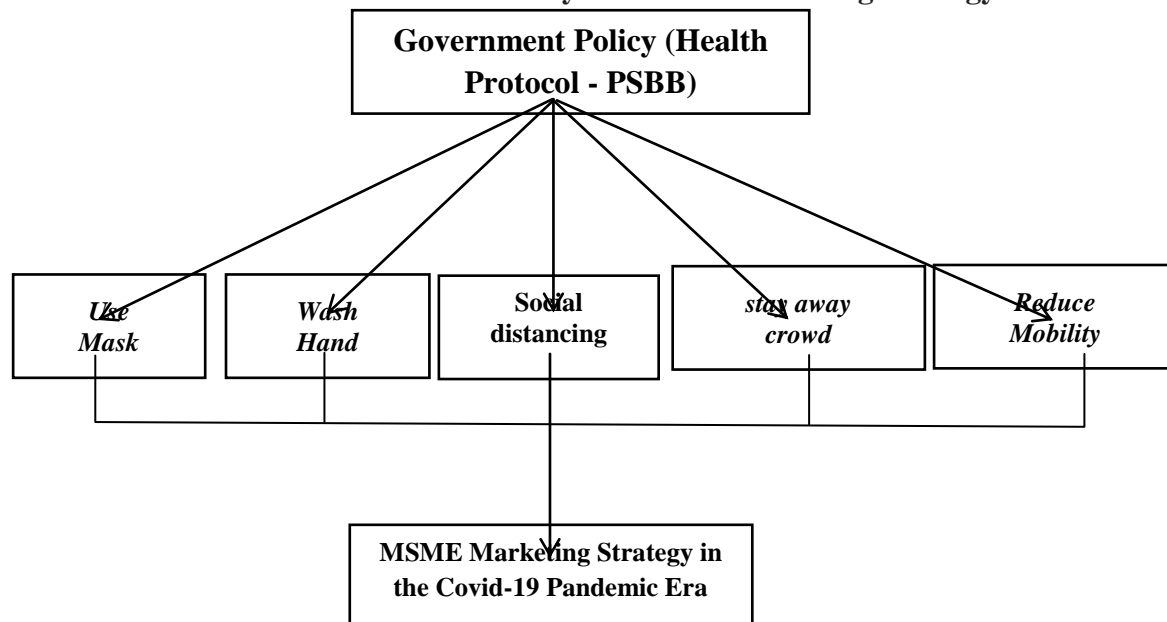 Government Policy (Health
Protocol - PSBB)
Use
Mask
Wash
Hand
Social
distancing
stay away
crowd
Reduce
Mobility
MSME Marketing Strategy in
the Covid-19 Pandemic Era